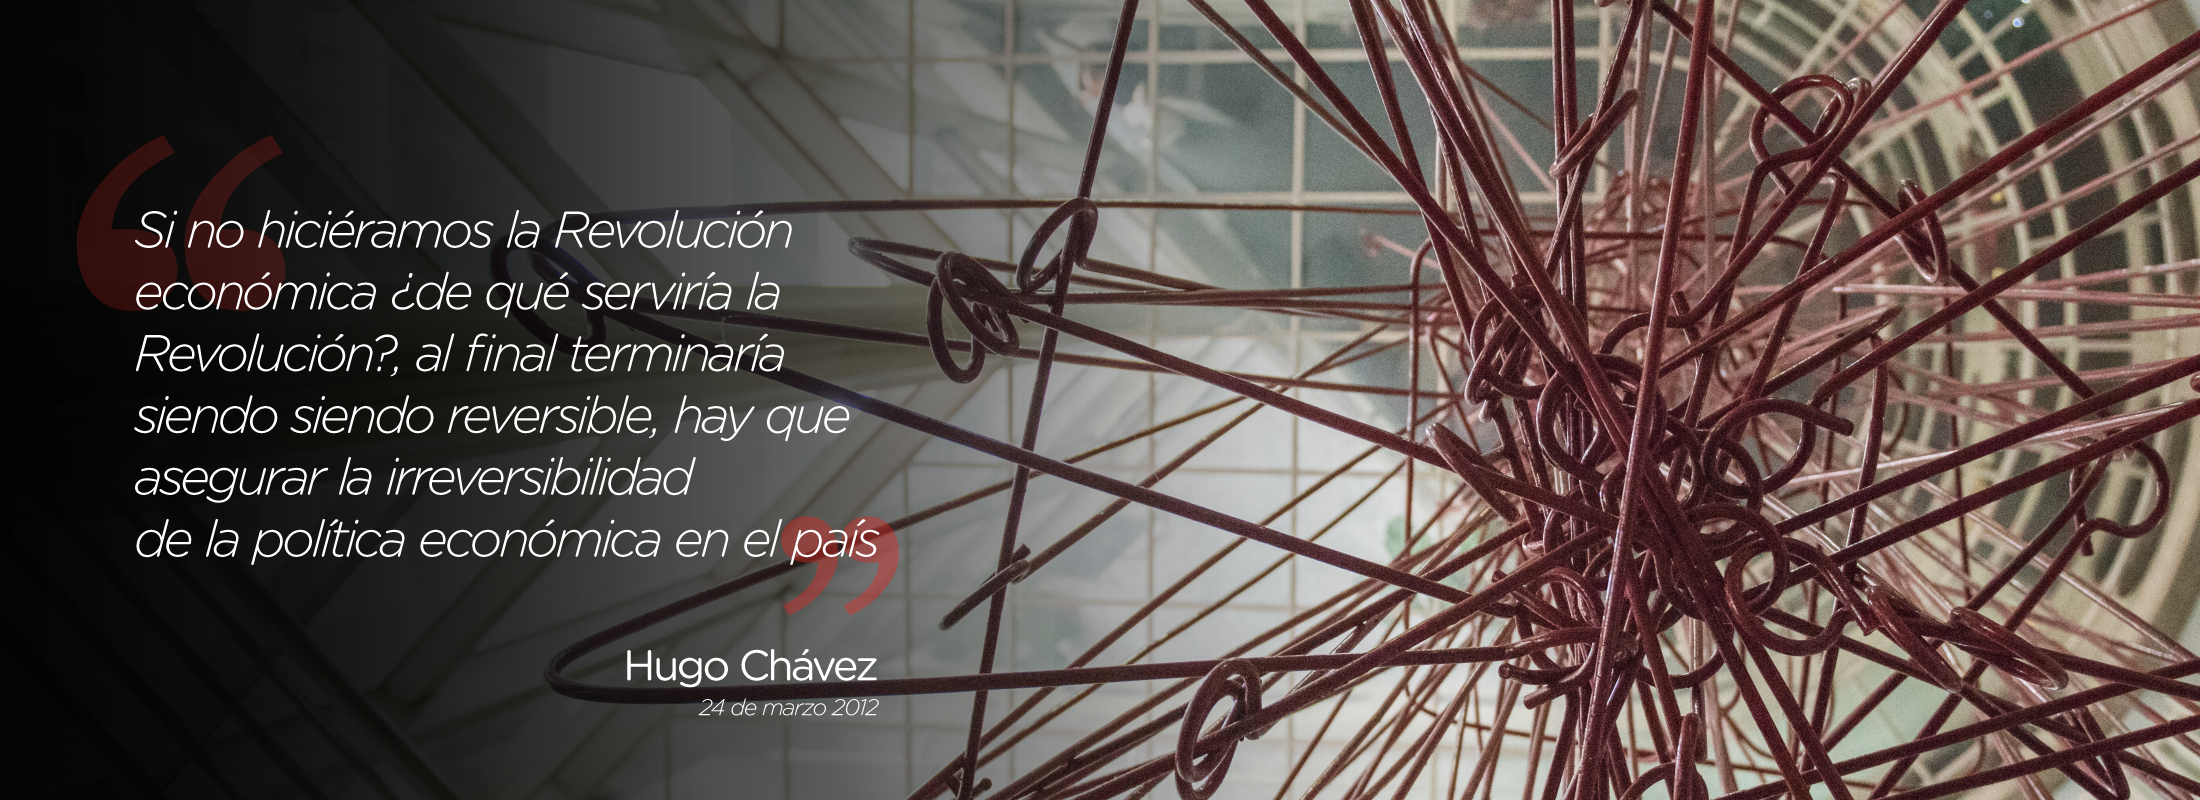 “Si no hiciéramos la Revolución
económica ¿de qué serviría la
Revolución?, al final terminaría
siendo siendo reversible, hay que
asegurar la irreversibilidad
de la política económica en el país”
Hugo Chávez
24 de marzo 2012